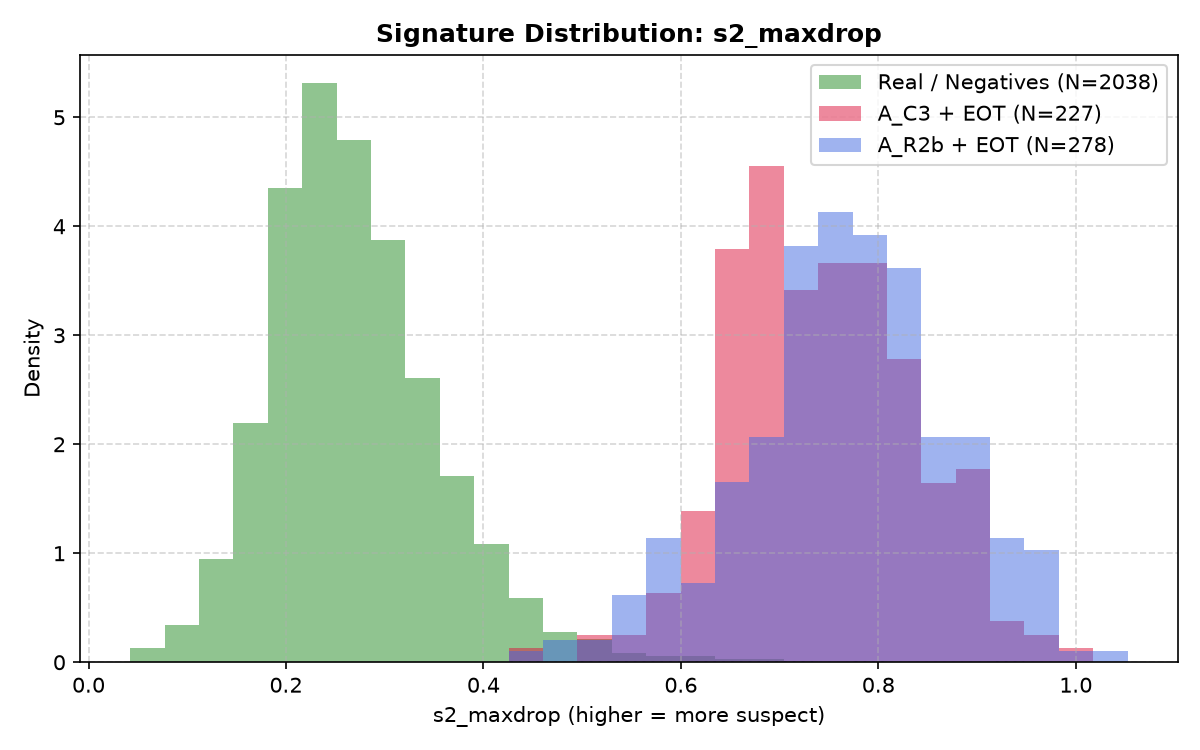 Signature Distribution: s2_maxdrop
Real / Negatives (N=2038)
A_C3 + EOT (N=227)
A_R2b + EOT (N=278)
Density
5
4
3
2
1
0
0.0 0.2 0.4 0.6 0.8 1.0
s2_maxdrop (higher = more suspect)